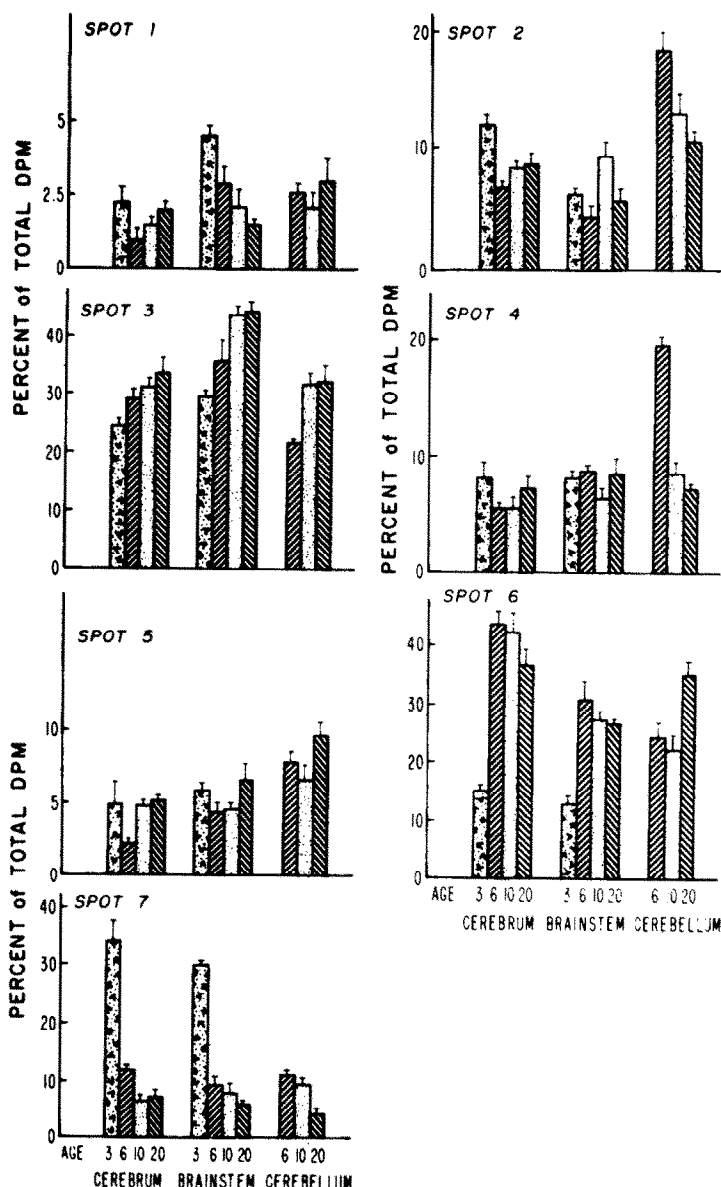 SPOT 1
5
2.5
0
SPOT 2
20
10
0
PERCENT of TOTAL DPM
SPOT 3
40
30
20
10
0
SPOT 4
20
10
0
PERCENT of TOTAL DPM
SPOT 5
10
5
0
SPOT 6
40
30
20
10
0
AGE 3 6 10 20 3 6 10 20 6 10 20
CEREBRUM BRAINSTEM CEREBELLUM
PERCENT of TOTAL DPM
SPOT 7
40
30
20
10
0
AGE 3 6 10 20 3 6 10 20 6 10 20
CEREBRUM BRAINSTEM CEREBELLUM